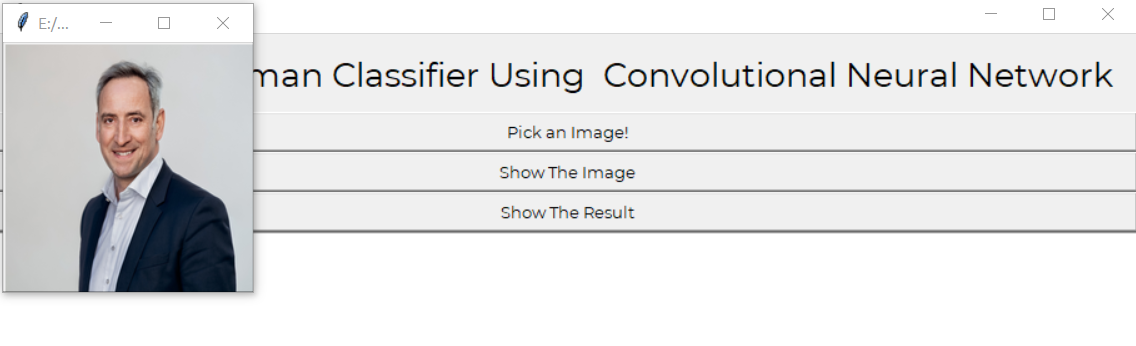 E:/...
man Classifier Using Convolutional Neural Network
Pick an Image!
Show The Image
Show The Result